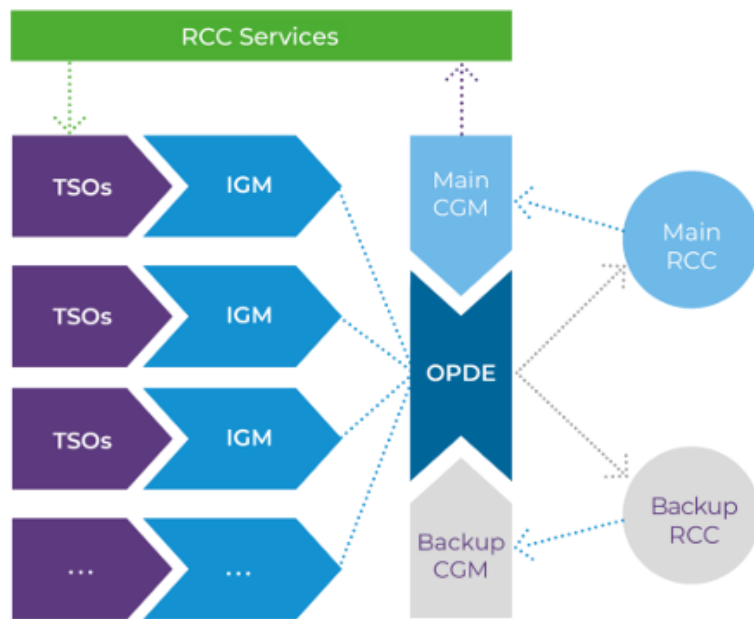 RCC Services
TSOs
IGM
Main
CGM
Main
RCC
TSOs
IGM
OPDE
TSOs
IGM
...
...
Backup
CGM
Backup
RCC